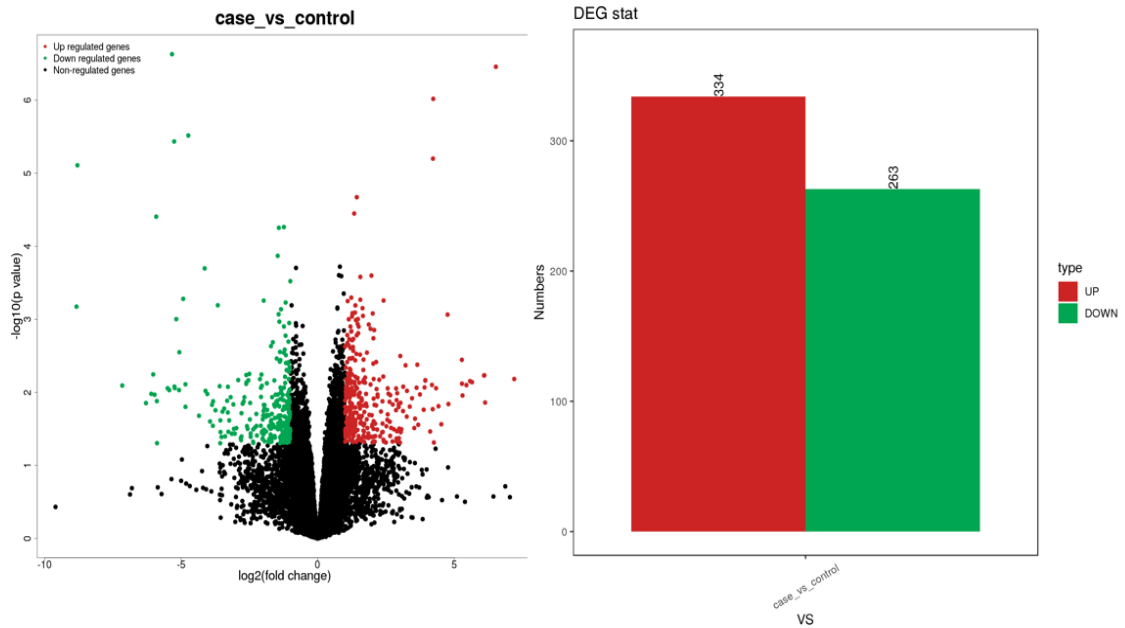 case_vs_control
Up regulated genes
Down regulated genes
Non-regulated genes
-log10(p value)
6
5
4
3
2
1
0
-10
-5
0
5
log2(fold change)
DEG stat
334
263
Numbers
300
200
100
0
case_vs_control
VS
type
UP
DOWN